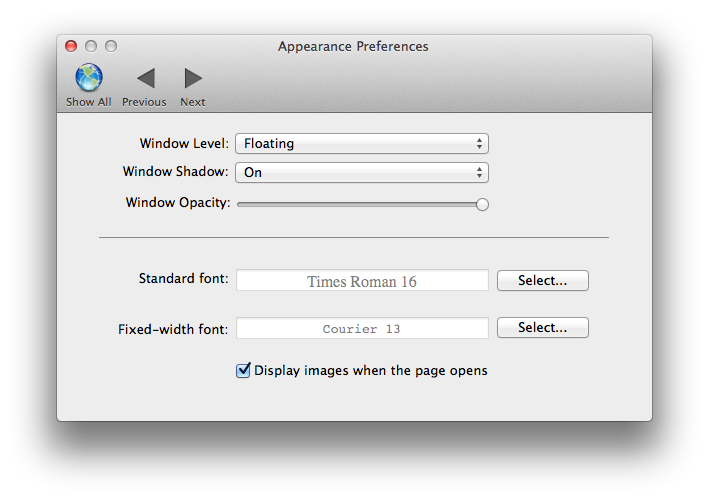 Appearance Preferences
Show All Previous Next
Window Level: Floating
Window Shadow: On
Window Opacity:
Standard font: Times Roman 16 Select...
Fixed-width font: Courier 13 Select...
Display images when the page opens